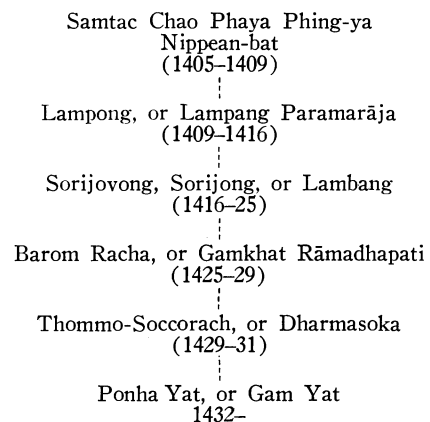 Samtac Chao Phaya Phing-ya
Nippean-bat
(1405–1409)
Lampong, or Lampang Paramarāja
(1409–1416)
Sorijovong, Sorijong, or Lambang
(1416–25)
Barom Racha, or Gamkhat Rāmadhapati
(1425–29)
Thommo-Soccorach, or Dharmasoka
(1429–31)
Ponha Yat, or Gam Yat
1432–